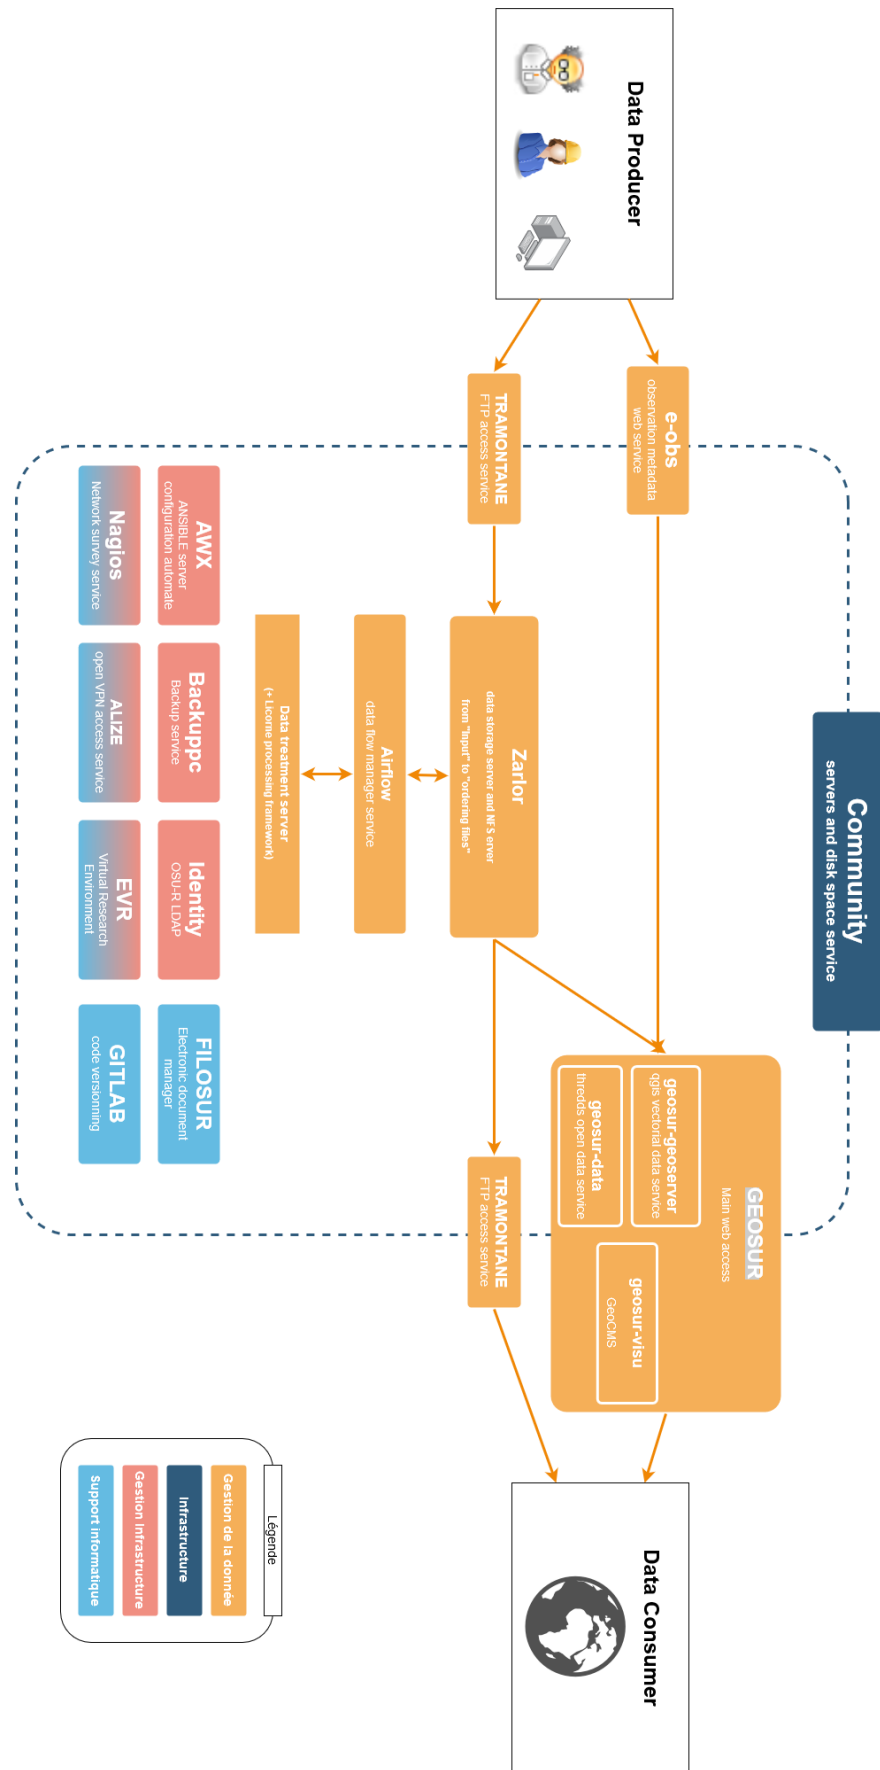 Community
servers and disk space service
Data Producer
e-obs
observation metadata
web service
TRAMONTANE
FTP access service
Zarlor
data storage server and NFS erver
from "Input" to "ordering files"
Airflow
data flow manager service
Data treatment server
(+ Licorne processing framework)
GEOSUR
Main web access
geosur-geoserver
qgis vectorial data service
geosur-data
thredds open data service
geosur-visu
GeoCMS
TRAMONTANE
FTP access service
Data Consumer
AWX
ANSIBLE server
configuration automate
Backuppc
Backup service
Identity
OSU-R LDAP
FILOSUR
Electronic document
manager
Nagios
Network survey service
ALIZE
open VPN access service
EVR
Virtual Research
Environment
GITLAB
code versionning
Légende
Gestion de la donnée
Infrastructure
Gestion Infrastructure
Support informatique